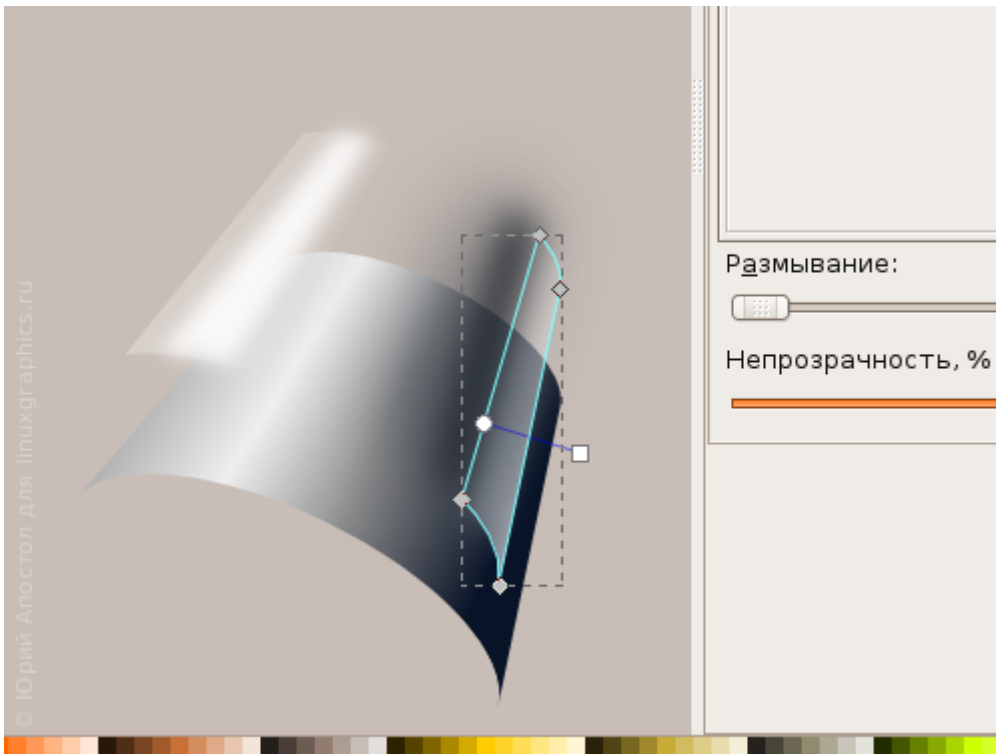 Размывание:
Непрозрачность, %
© Юрий Апостол для linuxgraphics.ru